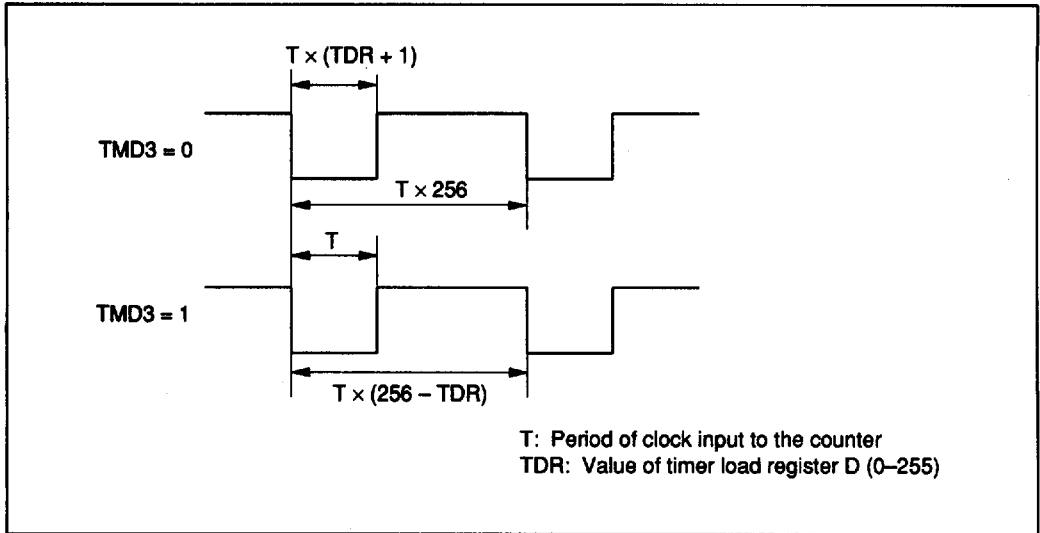 T × (TDR + 1)
TMD3 = 0
T × 256
T
TMD3 = 1
T × (256 – TDR)
T: Period of clock input to the counter
TDR: Value of timer load register D (0–255)